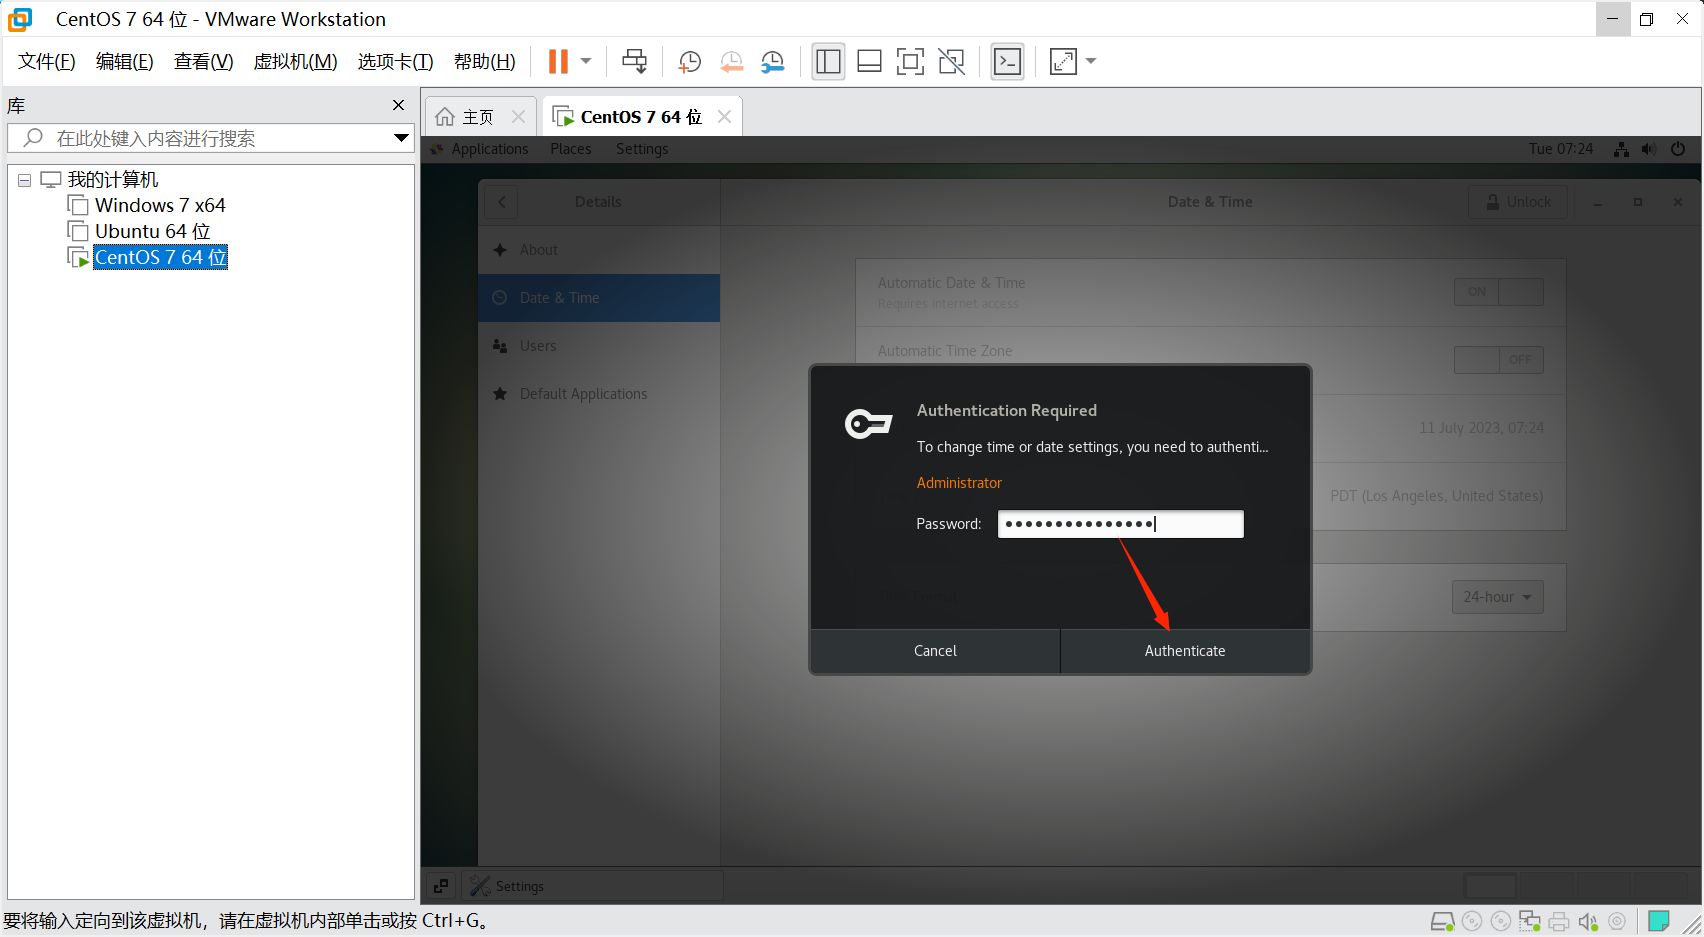 CentOS 7 64 位 - VMware Workstation
文件(F) 编辑(E) 查看(V) 虚拟机(M) 选项卡(T) 帮助(H)
库
在此处键入内容进行搜索
我的计算机
Windows 7 x64
Ubuntu 64 位
CentOS 7 64 位
主页
CentOS 7 64 位
Applications Places Settings
Tue 07:24
Details
Date & Time
Unlock
About
Date & Time
Users
Default Applications
Automatic Date & Time
Requires internet access
ON
Automatic Time Zone
OFF
11 July 2023, 07:24
PDT (Los Angeles, United States)
24-hour
Authentication Required
To change time or date settings, you need to authenti...
Administrator
Password:
Cancel
Authenticate
Settings
要将输入定向到该虚拟机，请在虚拟机内部单击或按 Ctrl+G。